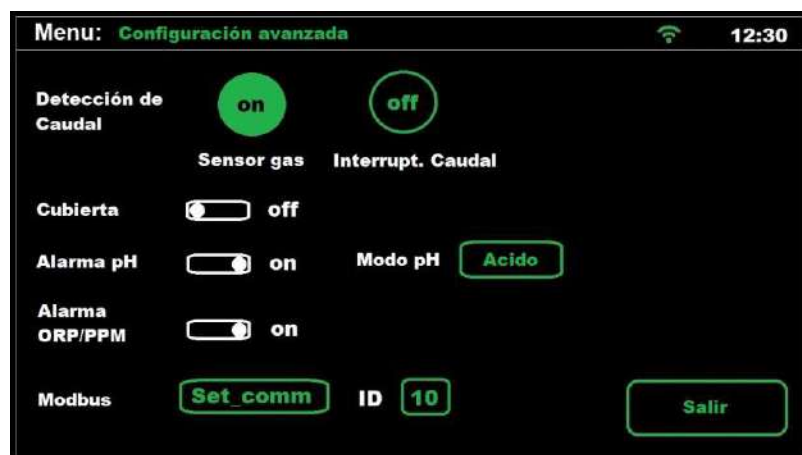 Menu: Configuración avanzada 12:30
Detección de
Caudal
on off
Sensor gas Interrupt. Caudal
Cubierta off
Alarma pH on Modo pH Acido
Alarma
ORP/PPM on
Modbus Set_comm ID 10 Salir